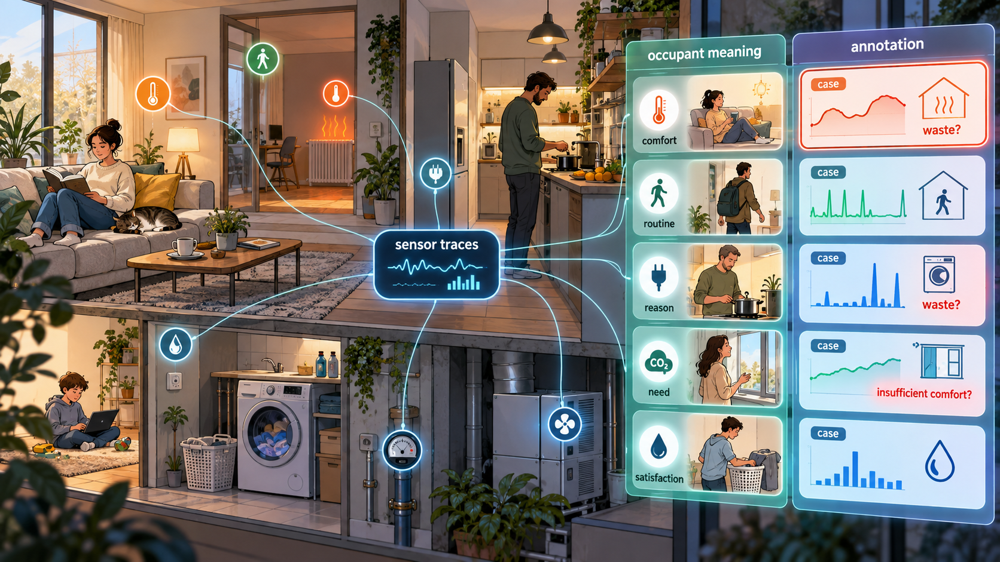 sensor traces
occupant meaning
comfort
routine
reason
CO₂
need
satisfaction
annotation
case
waste?
case
case
waste?
case
insufficient comfort?
case